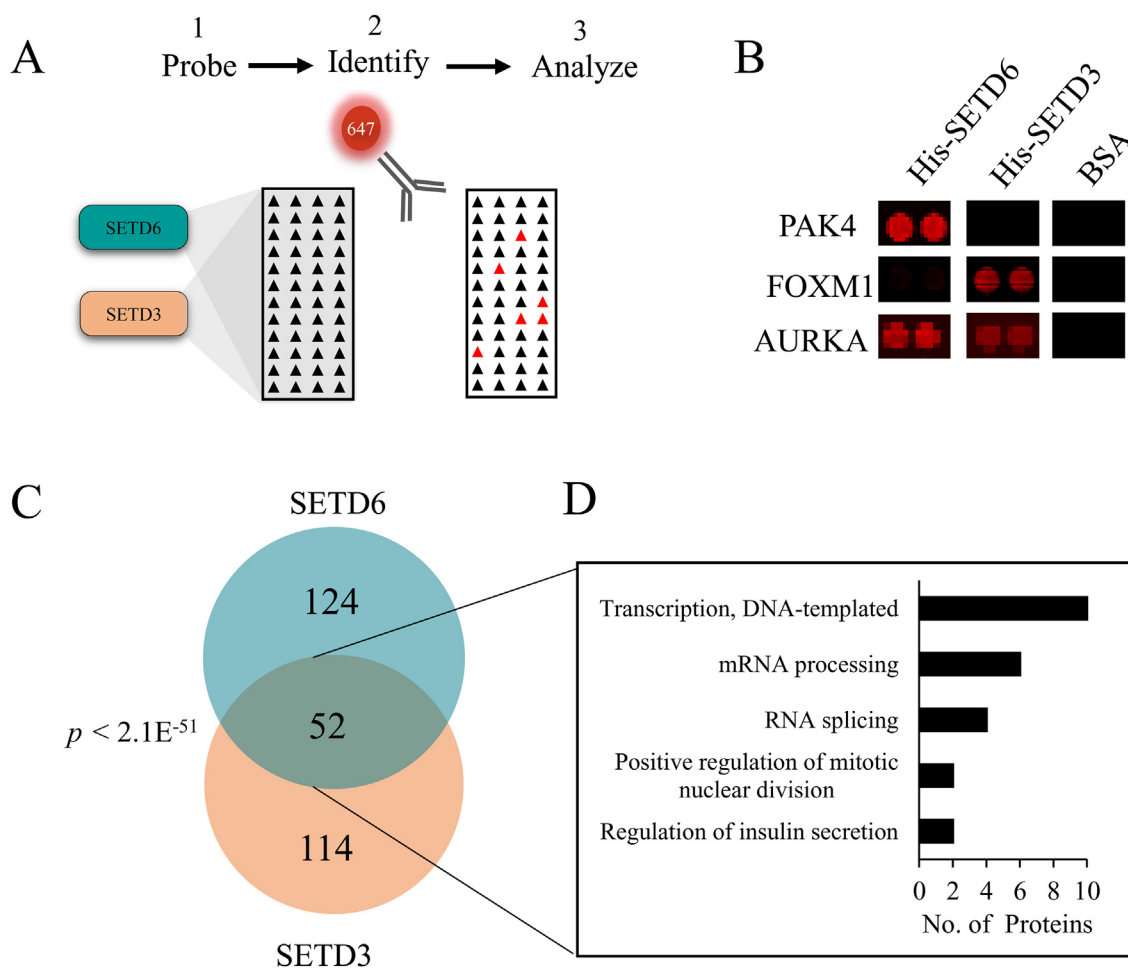 A
1
Probe
2
Identify
3
Analyze
647
SETD6
SETD3
B
His-SETD6
His-SETD3
BSA
PAK4
FOXM1
AURKA
C
SETD6
124
52
114
p < 2.1E-51
SETD3
D
Transcription, DNA-templated
mRNA processing
RNA splicing
Positive regulation of mitotic
nuclear division
Regulation of insulin secretion
0 2 4 6 8 10
No. of Proteins